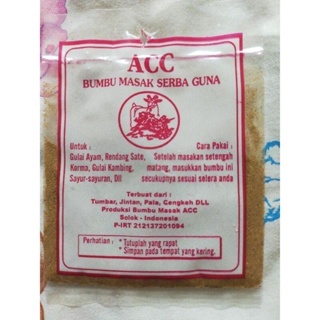 ACC
BUMBU MASAK SERBA GUNA
Untuk :
Gulai Ayam, Rendang Sate,
Karma, Gulai Kambing,
Sayur-sayuran, Dll
Cara Pakai :
Setelah masakan setengah
matang, masukkan bumbu ini
secukupnya sesuai selera anda
Terbuat dari :
Tumbar, Jintan, Pala, Cengkeh DLL
Produksi Bumbu Masak ACC
Solok - Indonesia
P-IRT 212137201094
Perhatian :
* Tutuplah yang rapat
* Simpan pada tempat yang kering.